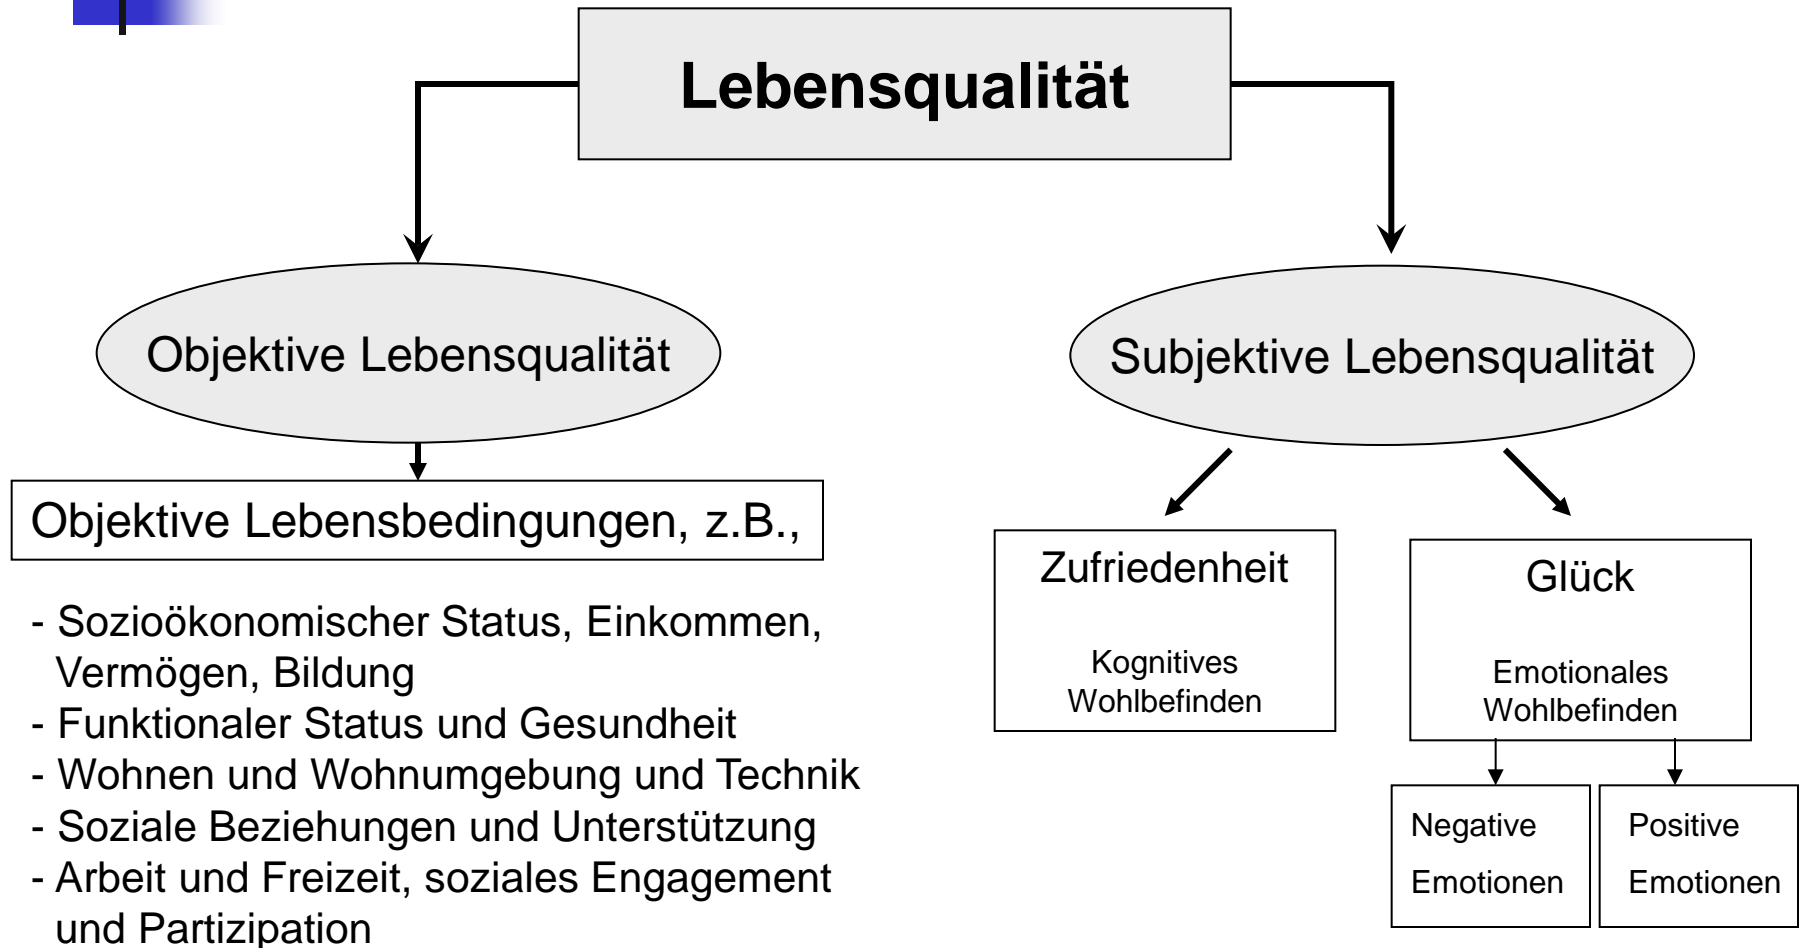 Lebensqualität
Objektive Lebensqualität
Objektive Lebensbedingungen, z.B.,
- Sozioökonomischer Status, Einkommen,
Vermögen, Bildung
- Funktionaler Status und Gesundheit
- Wohnen und Wohnumgebung und Technik
- Soziale Beziehungen und Unterstützung
- Arbeit und Freizeit, soziales Engagement
und Partizipation
Subjektive Lebensqualität
Zufriedenheit
Kognitives
Wohlbefinden
Glück
Emotionales
Wohlbefinden
Negative
Emotionen
Positive
Emotionen